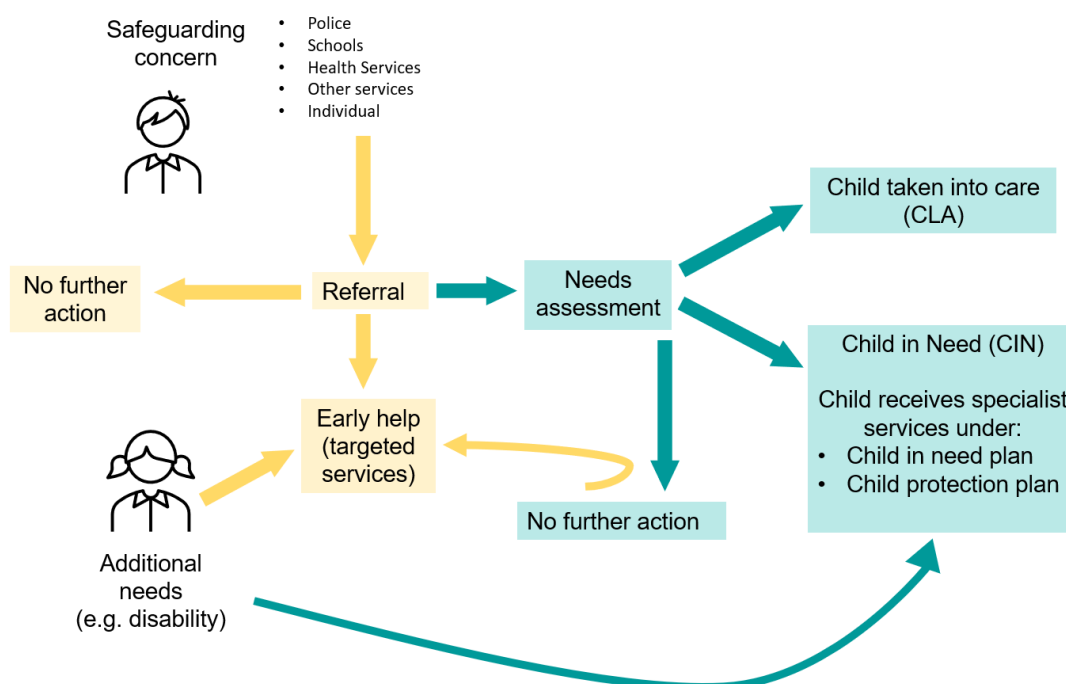 Safeguarding
concern
• Police
• Schools
• Health Services
• Other services
• Individual
Child taken into care
(CLA)
No further
action
Referral
Needs
assessment
Child in Need (CIN)
Child receives specialist
services under:
• Child in need plan
• Child protection plan
Early help
(targeted
services)
No further action
Additional
needs
(e.g. disability)